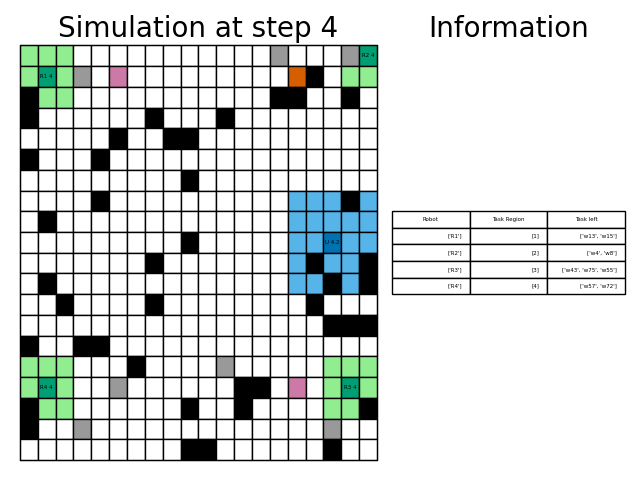 Simulation at step 4
Information
R1 4
R2 4
U 4.2
R4 4
R3 4
Robot Task Region Task left
['R1'] [1] ['w13', 'w15']
['R2'] [2] ['w4', 'w8']
['R3'] [3] ['w43', 'w75', 'w55']
['R4'] [4] ['w57', 'w72']